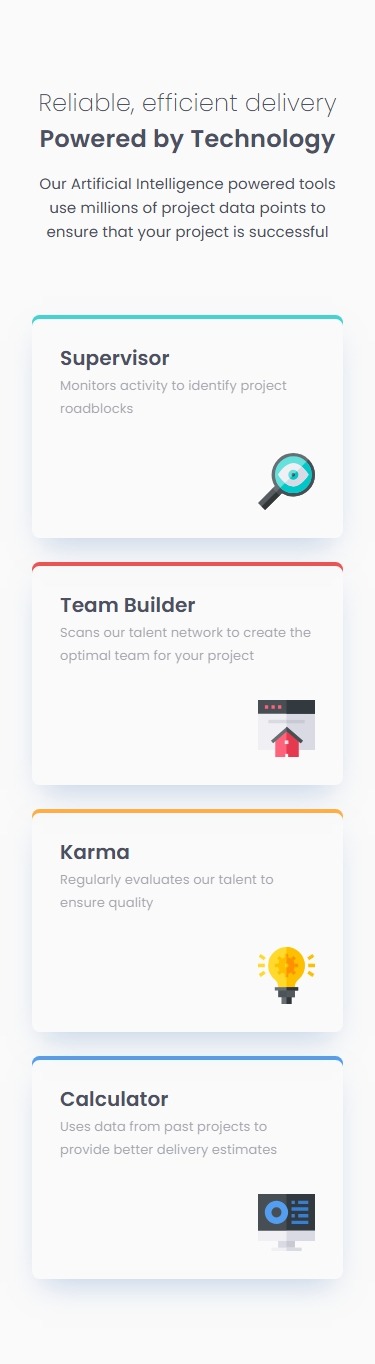 Reliable, efficient delivery
Powered by Technology
Our Artificial Intelligence powered tools
use millions of project data points to
ensure that your project is successful
Supervisor
Monitors activity to identify project
roadblocks
Team Builder
Scans our talent network to create the
optimal team for your project
Karma
Regularly evaluates our talent to
ensure quality
Calculator
Uses data from past projects to
provide better delivery estimates